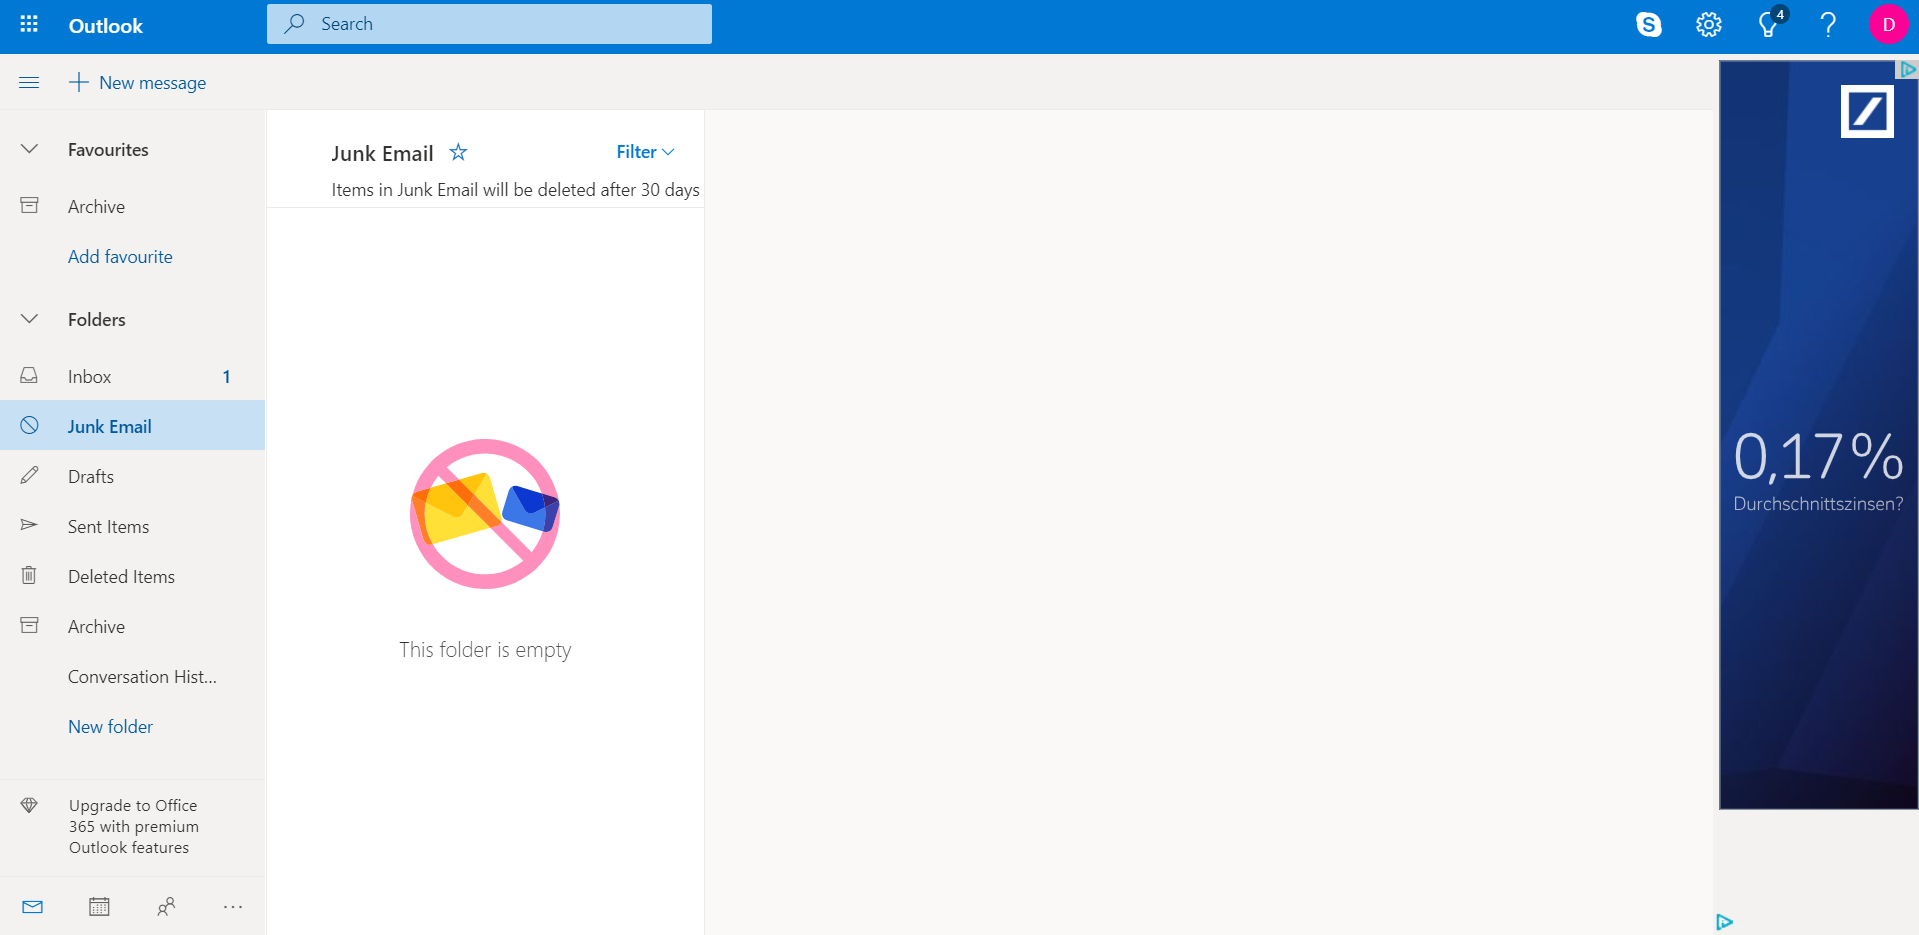 Outlook
Search
S
4
D
New message
Favourites
Archive
Add favourite
Folders
Inbox 1
Junk Email
Drafts
Sent Items
Deleted Items
Archive
Conversation Hist...
New folder
Upgrade to Office
365 with premium
Outlook features
Junk Email
Filter
Items in Junk Email will be deleted after 30 days
This folder is empty
0,17%
Durchschnittszinsen?